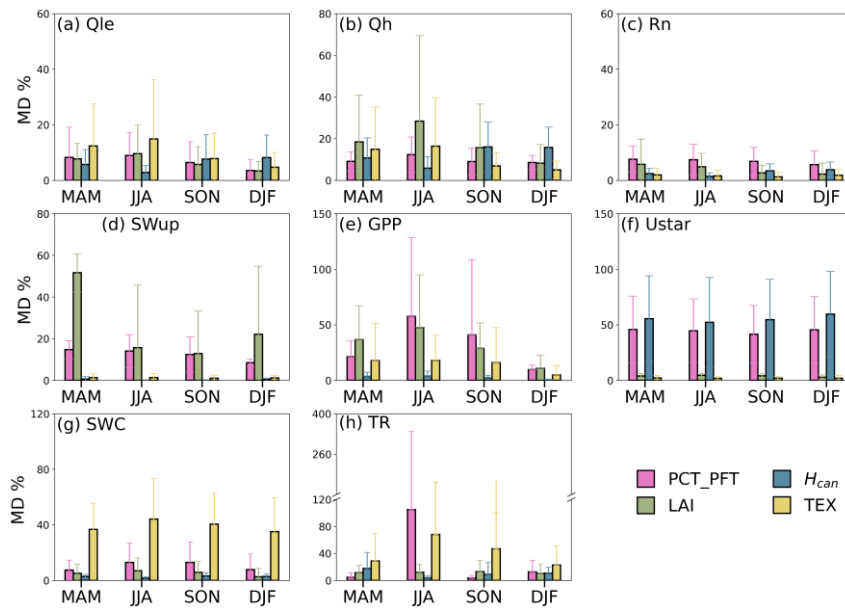 (a) Qle
(b) Qh
(c) Rn
MD %
60
40
20
0
MAM JJA SON DJF
80
60
40
20
0
MAM JJA SON DJF
60
40
20
0
MAM JJA SON DJF
(d) SWup
(e) GPP
(f) Ustar
MD %
80
60
40
20
0
MAM JJA SON DJF
150
100
50
0
MAM JJA SON DJF
150
100
50
0
MAM JJA SON DJF
(g) SWC
(h) TR
MD %
120
80
40
0
MAM JJA SON DJF
400
260
120
80
40
0
MAM JJA SON DJF
PCT_PFT
H_can
LAI
TEX